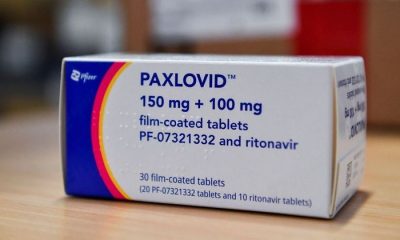 Pfizer
PAXLOVID™
150 mg + 100 mg
film-coated tablets
PF-07321332 and ritonavir
30 film-coated tablets
(20 PF-07321332 tablets and 10 ritonavir tablets)